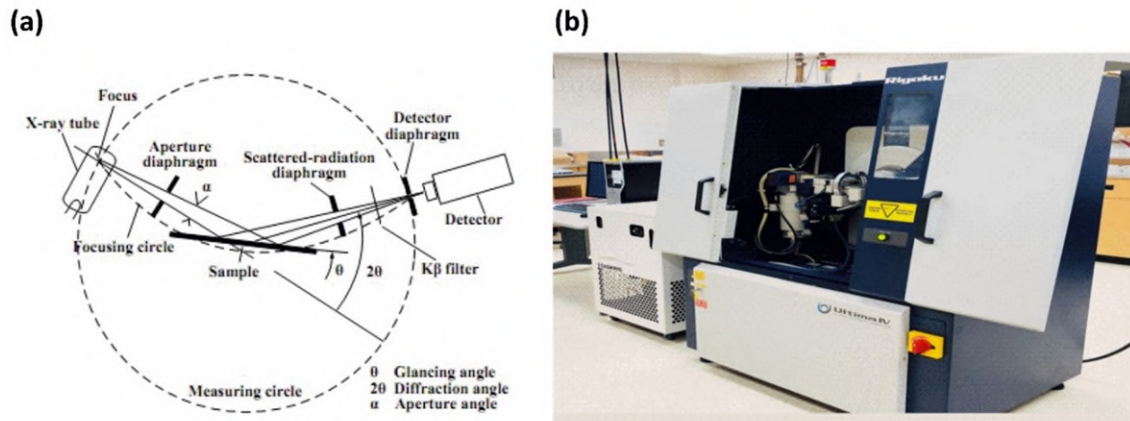 (a)
(b)
Focus
X-ray tube
Aperture
diaphragm
Scattered-radiation
diaphragm
Detector
diaphragm
α
Detector
Focusing circle
Sample
θ
2θ
Kβ filter
θ Glancing angle
2θ Diffraction angle
α Aperture angle
Measuring circle
Rigaku
Ultima IV